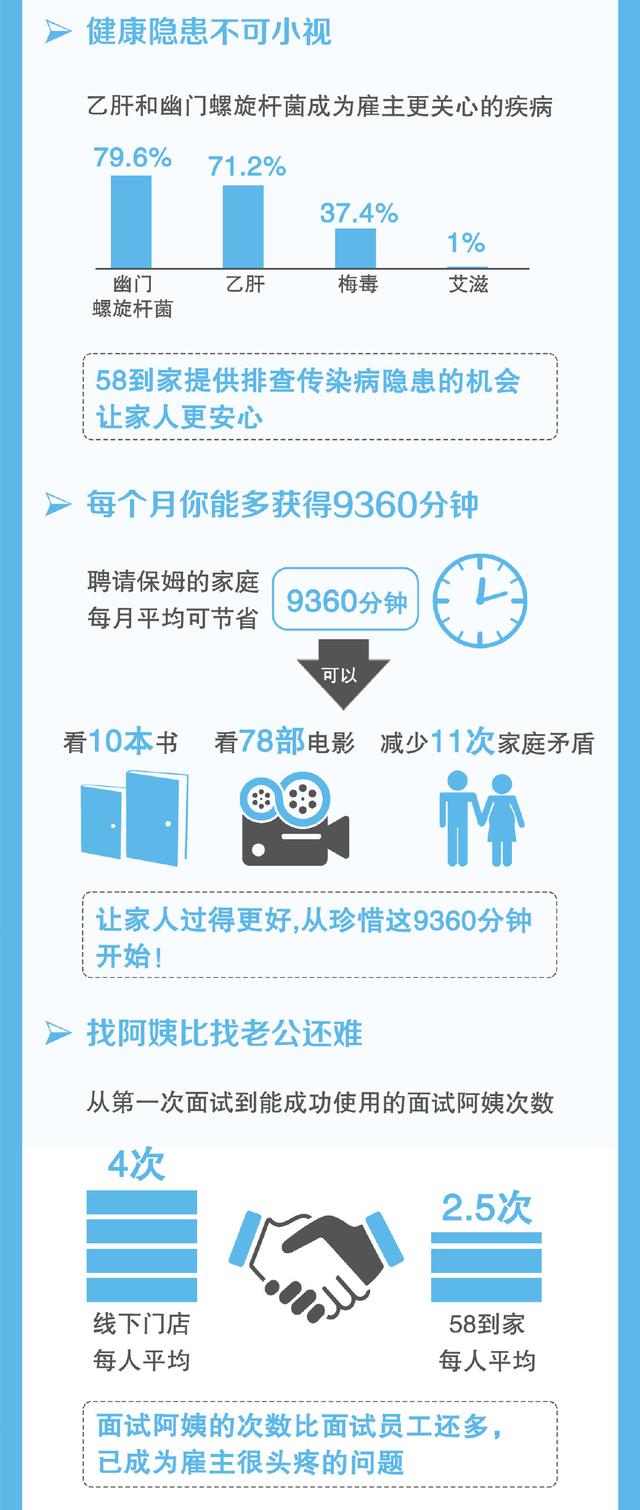 健康隐患不可小视
乙肝和幽门螺旋杆菌成为雇主更关心的疾病
79.6%
71.2%
37.4%
1%
幽门
螺旋杆菌
乙肝
梅毒
艾滋
58到家提供排查传染病隐患的机会
让家人更安心
每个月你能多获得9360分钟
聘请保姆的家庭
每月平均可节省
9360分钟
可以
看10本书
看78部电影
减少11次家庭矛盾
让家人过得更好,从珍惜这9360分钟
开始!
找阿姨比找老公还难
从第一次面试到能成功使用的面试阿姨次数
4次
2.5次
线下门店
每人平均
58到家
每人平均
面试阿姨的次数比面试员工还多，
已成为雇主很头疼的问题